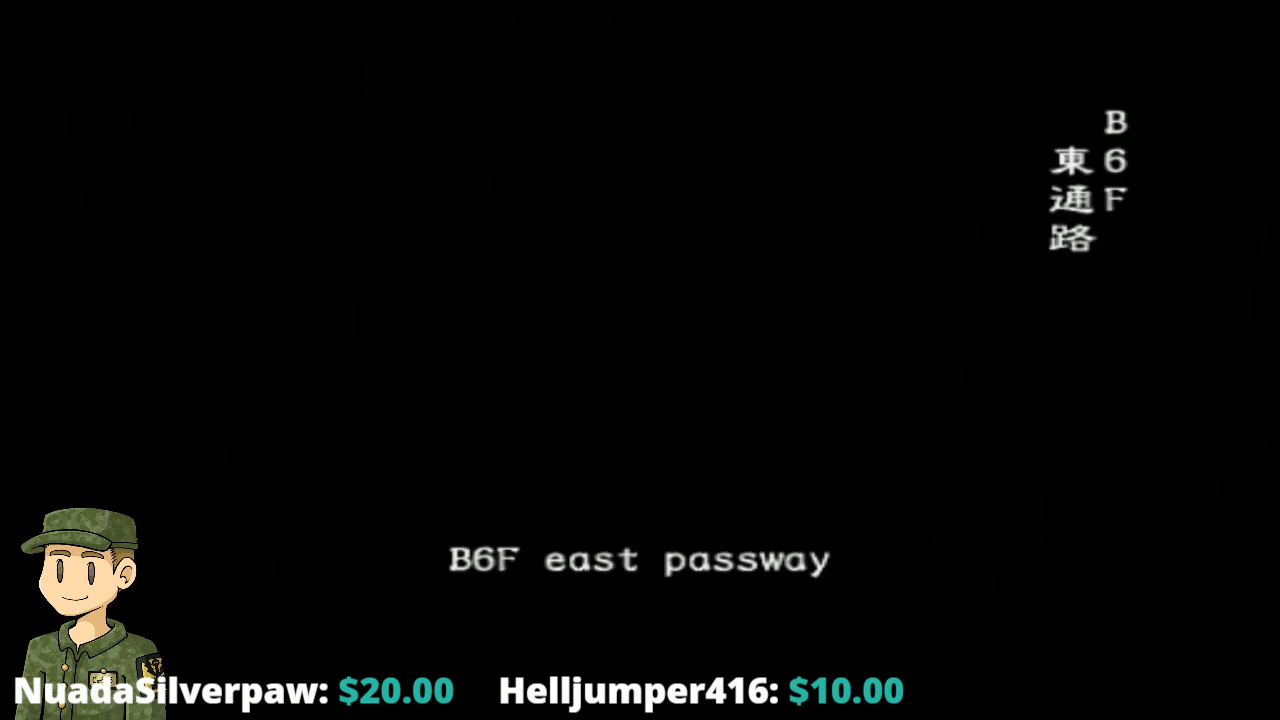 B6F
東通路
B6F east passway
NuadaSilverpaw: $20.00 Helljumper416: $10.00